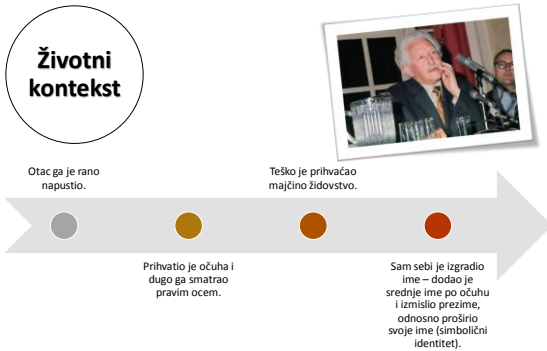 Životni
kontekst
Otac ga je rano
napustio.
Prihvatio je očuha i
dugo ga smatrao
pravim ocem.
Teško je prihvaćao
majčino židovstvo.
Sam sebi je izgradio
ime – dodao je
srednje ime po očuhu
i izmislio prezime,
odnosno proširio
svoje ime (simbolični
identitet).